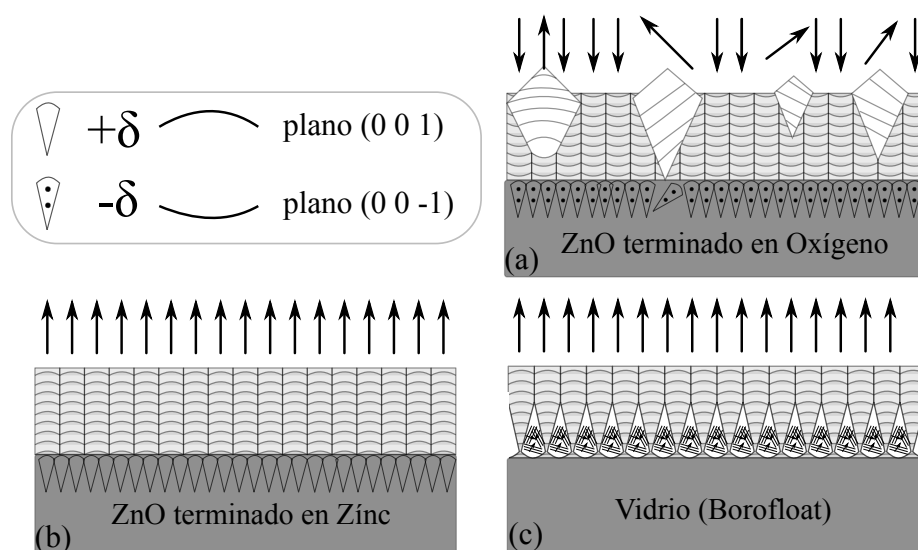 +δ plano (0 0 1)
-δ plano (0 0 -1)
(a) ZnO terminado en Oxígeno
(b) ZnO terminado en Zínc
(c) Vidrio (Borofloat)